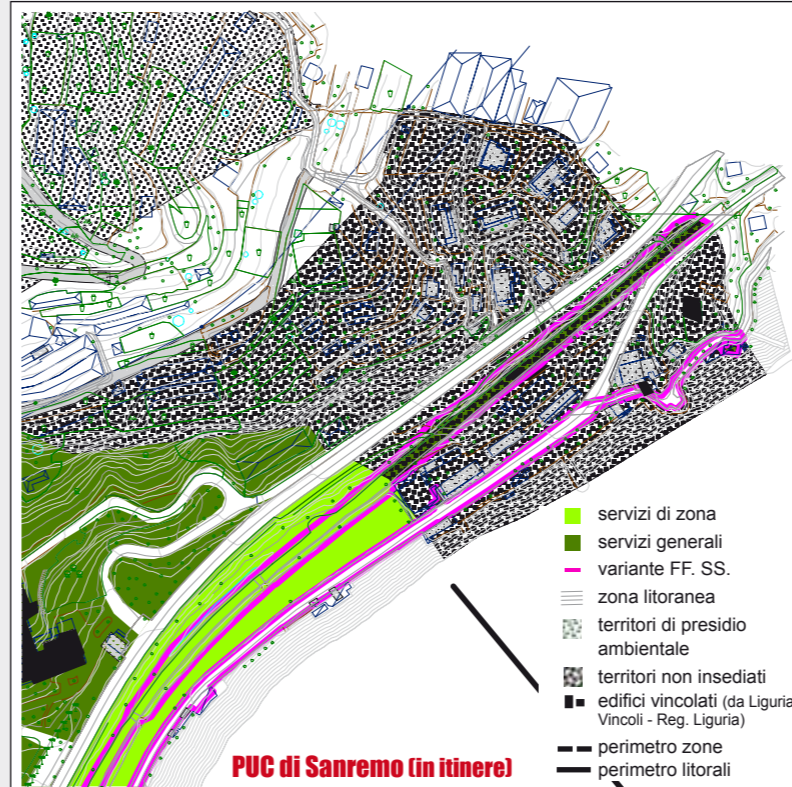 servizi di zona
servizi generali
variante FF. SS.
zona litoranea
territori di presidio
ambientale
territori non insediati
edifici vincolati (da Liguria
Vincoli - Reg. Liguria)
perimetro zone
perimetro litorali
PUC di Sanremo (in itinere)